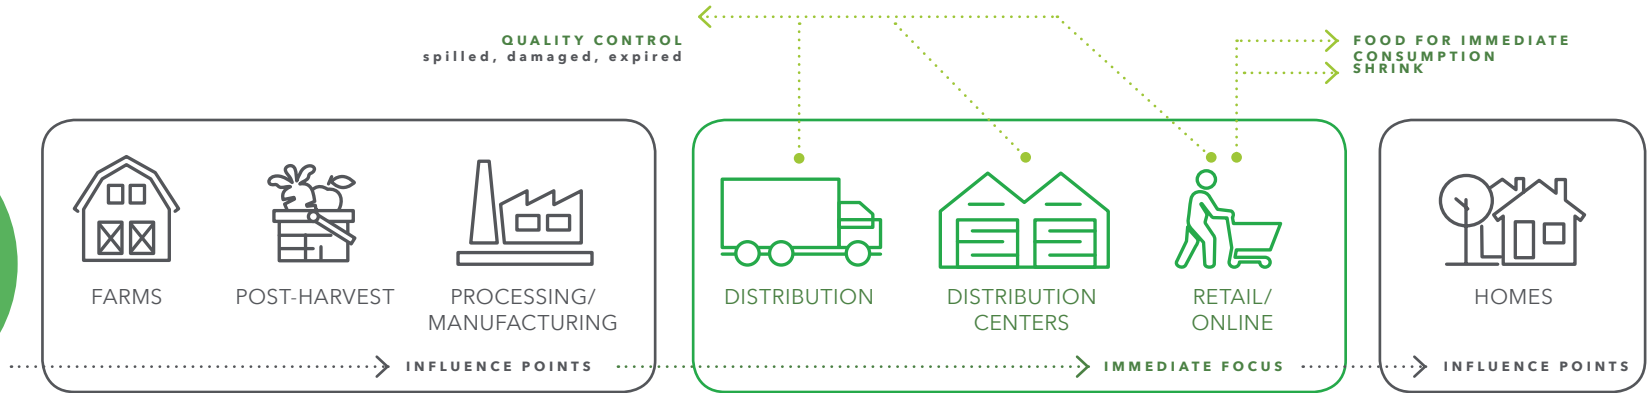 QUALITY CONTROL
spilled, damaged, expired
FOOD FOR IMMEDIATE
CONSUMPTION
SHRINK
FARMS
POST-HARVEST
PROCESSING/
MANUFACTURING
DISTRIBUTION
DISTRIBUTION
CENTERS
RETAIL/
ONLINE
HOMES
INFLUENCE POINTS
IMMEDIATE FOCUS
INFLUENCE POINTS